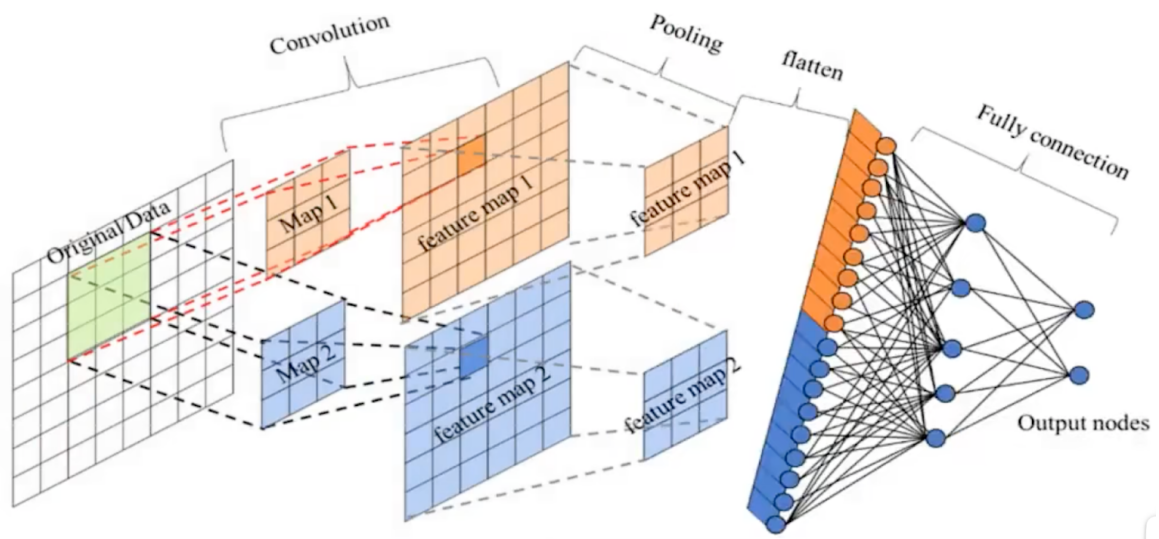 Convolution
Pooling
flatten
Fully connection
Original/Data
Map 1
feature map 1
feature map 1
Map 2
feature map 2
feature map 2
Output nodes